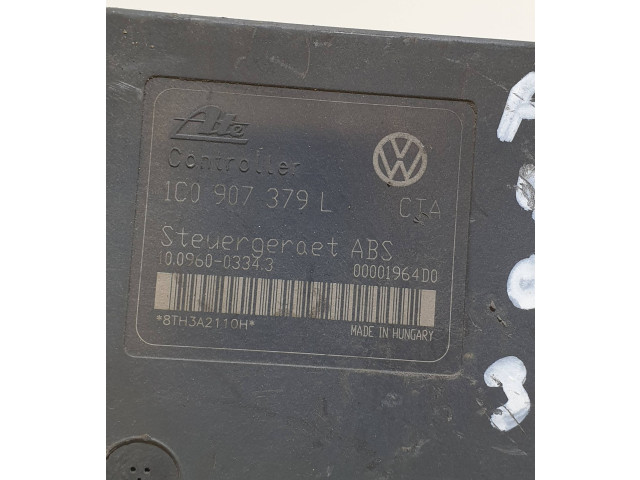 Ate
Controller
1C0 907 379 L CTA
Steuergeraet ABS
10.0960-0334.3 00001964D0
*8TH3A2110H* MADE IN HUNGARY